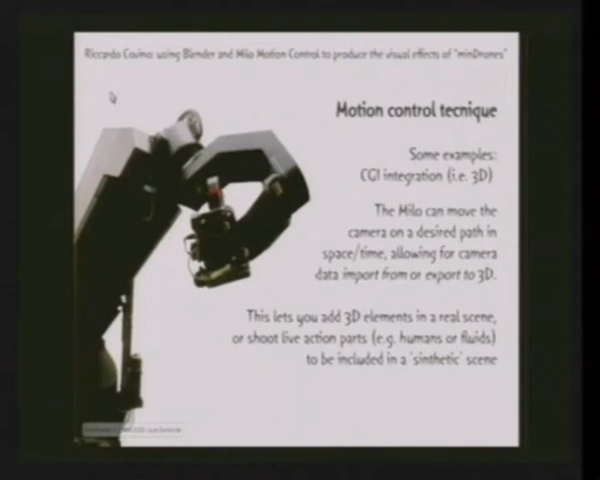 Riccardo Covino: using Blender and Milo Motion Control to produce the visual effects of "minDrones"
Motion control tecnique
Some examples:
CGI integration (i.e. 3D)
The Milo can move the
camera on a desired path in
space/time, allowing for camera
data import from or export to 3D.
This lets you add 3D elements in a real scene,
or shoot live action parts (e.g. humans or fluids)
to be included in a 'sinthetic' scene